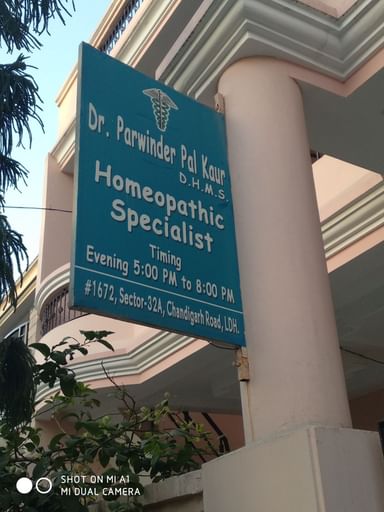 Dr. Parwinder Pal Kaur
D.H.M.S.
Homeopathic
Specialist
Timing
Evening 5:00 PM to 8:00 PM
#1672, Sector-32A, Chandigarh Road, LDH.
SHOT ON MI A1
MI DUAL CAMERA